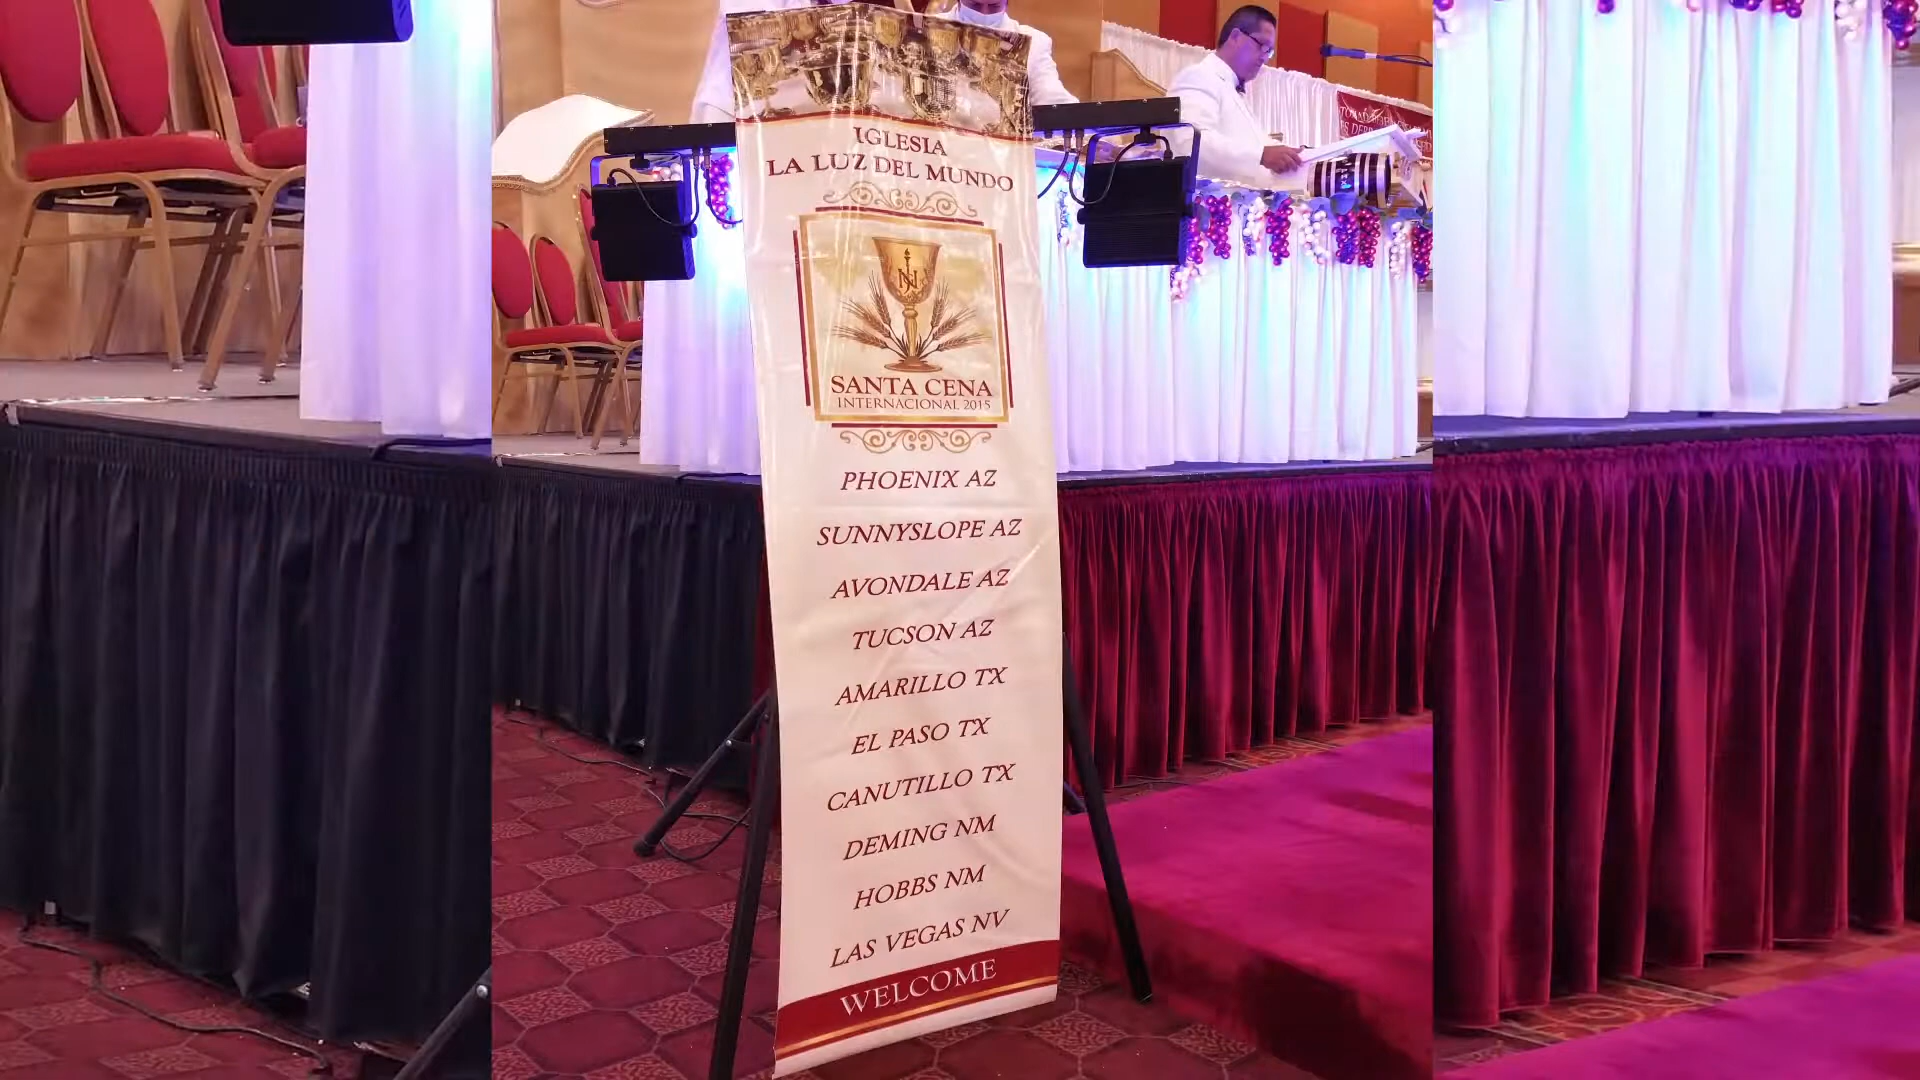 IGLESIA
LA LUZ DEL MUNDO
SANTA CENA
INTERNACIONAL 2015
PHOENIX AZ
SUNNYSLOPE AZ
AVONDALE AZ
TUCSON AZ
AMARILLO TX
EL PASO TX
CANUTILLO TX
DEMING NM
HOBBS NM
LAS VEGAS NV
WELCOME